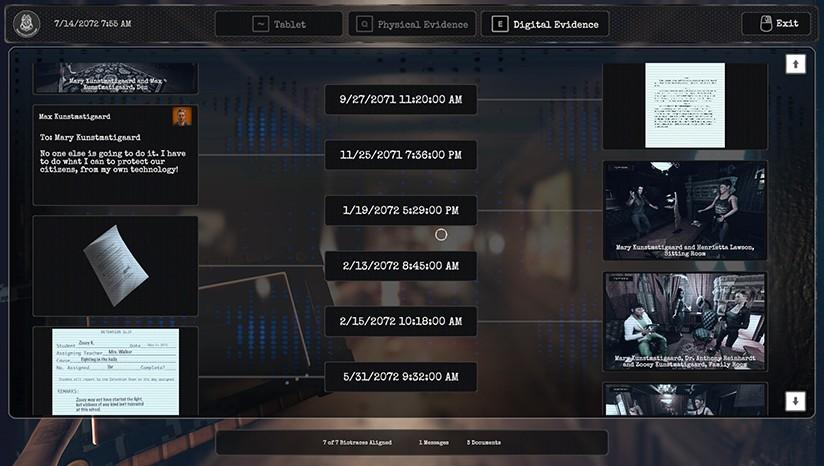 7/14/2072 7:55 AM
~ Tablet
Q Physical Evidence
E Digital Evidence
Exit
Mary Kunstmatigaard and Max
Kunstmatigaard, Den
Max Kunstmatigaard
To: Mary Kunstmatigaard
No one else is going to do it. I have
to do what I can to protect our
citizens, from my own technology!
DETENTION SLIP
Student Zooey K. Date
Assigning Teacher Mrs. Walker
Cause Fighting in the halls
No. Assigned Complete?
Students will report to the Detention Room on the day assigned
REMARKS:
Zooey may not have started the fight,
but violence of any kind isn't tolerated
at this school.
9/27/2071 11:20:00 AM
11/25/2071 7:36:00 PM
1/19/2072 5:29:00 PM
2/13/2072 8:45:00 AM
2/15/2072 10:18:00 AM
5/31/2072 9:32:00 AM
Mary Kunstmatigaard and Henrietta Lawson,
Sitting Room
Mary Kunstmatigaard, Dr. Anthony Reinhardt
and Zooey Kunstmatigaard, Family Room
7 of 7 Biotraces Aligned
1 Messages
3 Documents